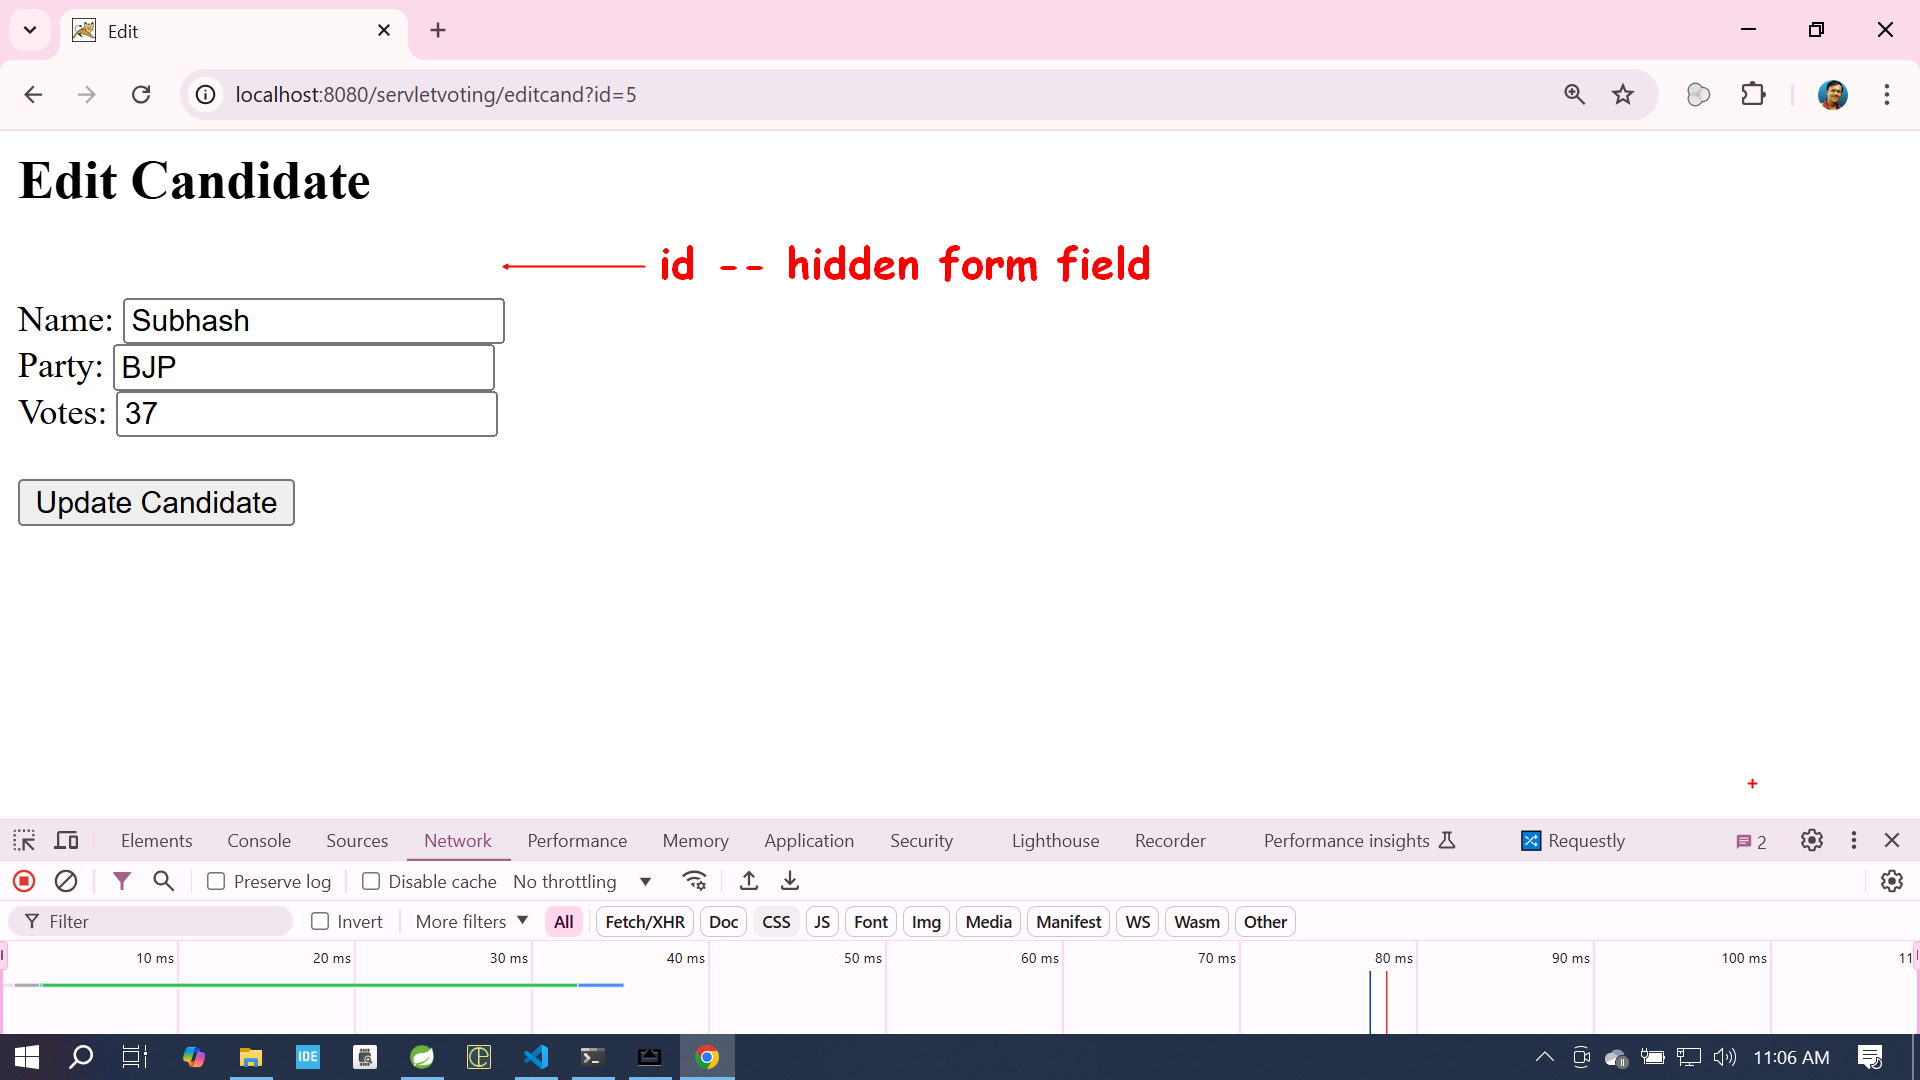 Edit
localhost:8080/servletvoting/editcand?id=5
Edit Candidate
id -- hidden form field
Name: Subhash
Party: BJP
Votes: 37
Update Candidate
Elements Console Sources Network Performance Memory Application Security Lighthouse Recorder Performance insights Requestly 2
Preserve log Disable cache No throttling
Filter Invert More filters All Fetch/XHR Doc CSS JS Font Img Media Manifest WS Wasm Other
10 ms 20 ms 30 ms 40 ms 50 ms 60 ms 70 ms 80 ms 90 ms 100 ms 11
IDE 11:06 AM